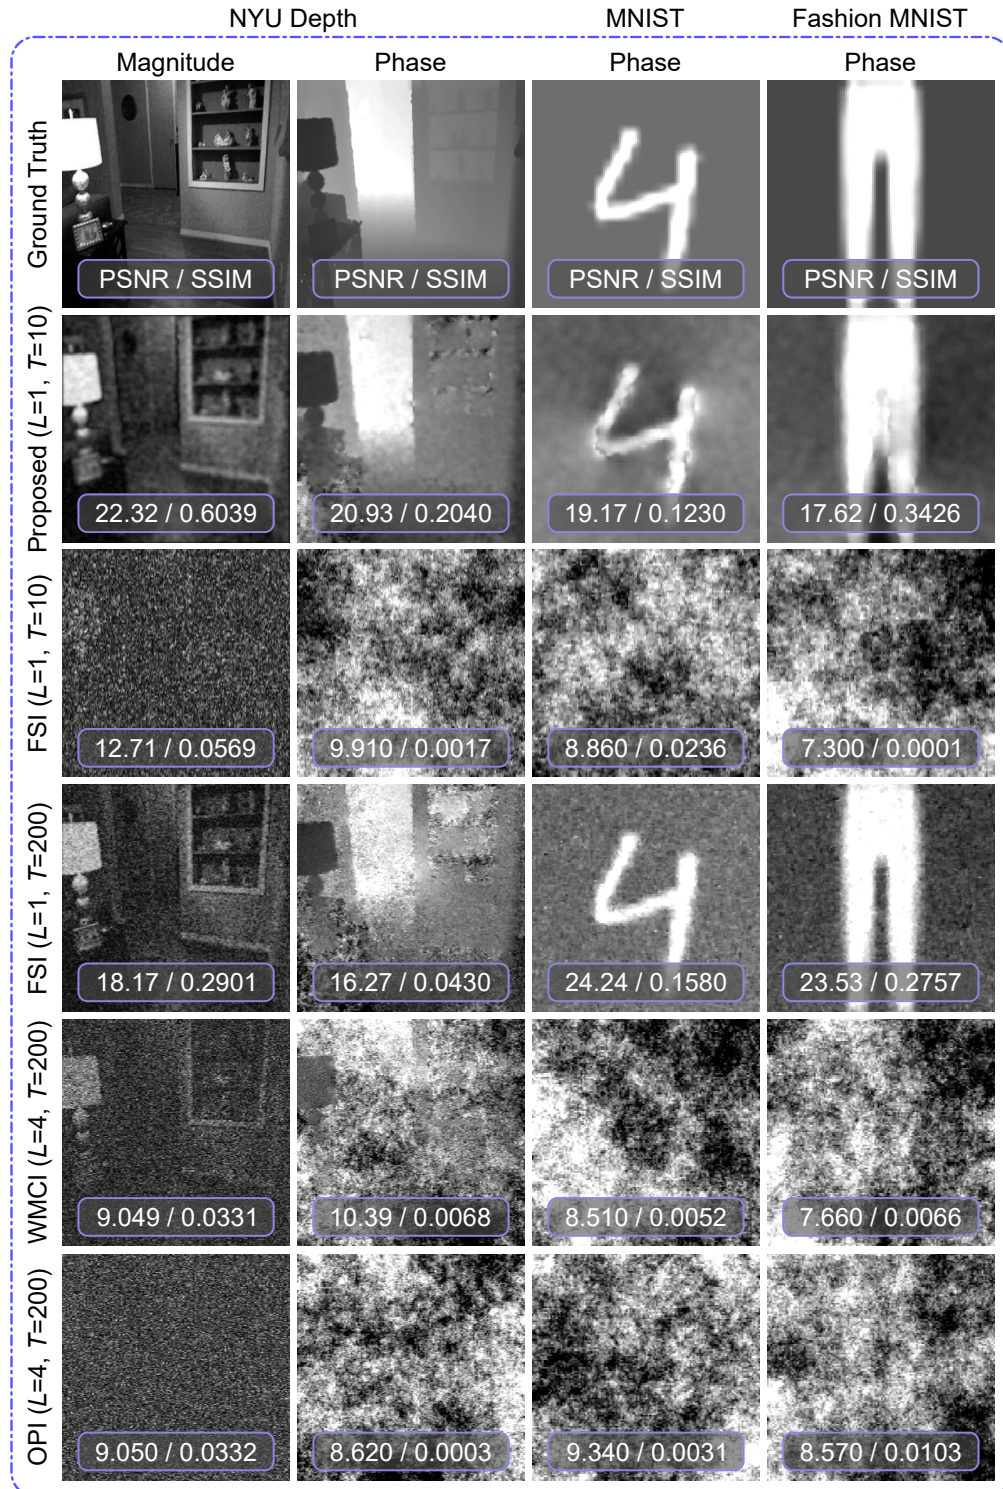 NYU Depth MNIST Fashion MNIST
Magnitude Phase Phase Phase
Ground Truth
PSNR / SSIM PSNR / SSIM PSNR / SSIM PSNR / SSIM
Proposed (L=1, T=10)
22.32 / 0.6039 20.93 / 0.2040 19.17 / 0.1230 17.62 / 0.3426
FSI (L=1, T=10)
12.71 / 0.0569 9.910 / 0.0017 8.860 / 0.0236 7.300 / 0.0001
FSI (L=1, T=200)
18.17 / 0.2901 16.27 / 0.0430 24.24 / 0.1580 23.53 / 0.2757
WMCI (L=4, T=200)
9.049 / 0.0331 10.39 / 0.0068 8.510 / 0.0052 7.660 / 0.0066
OPI (L=4, T=200)
9.050 / 0.0332 8.620 / 0.0003 9.340 / 0.0031 8.570 / 0.0103